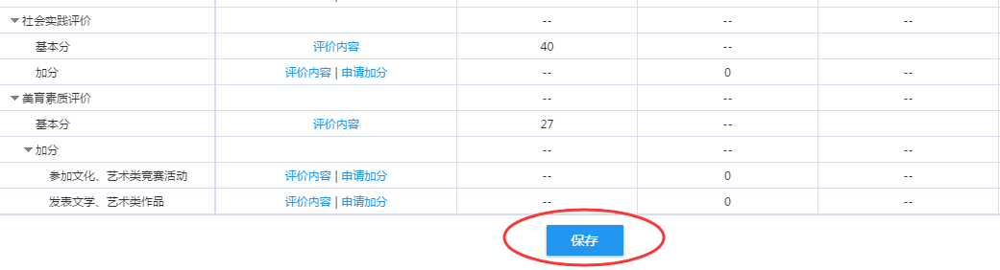 社会实践评价 -- -- --
基本分 评价内容 40 --
加分 评价内容 | 申请加分 -- 0 --
美育素质评价 -- -- --
基本分 评价内容 27 --
加分 -- -- --
参加文化、艺术类竞赛活动 评价内容 | 申请加分 -- 0 --
发表文学、艺术类作品 评价内容 | 申请加分 -- 0 --
保存